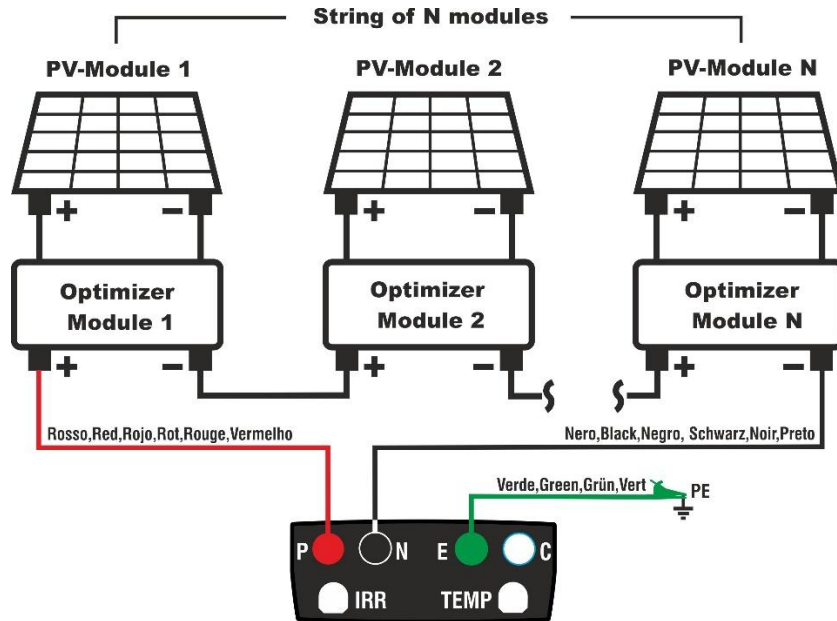 String of N modules
PV-Module 1
PV-Module 2
PV-Module N
+ –
+ –
+ –
Optimizer
Module 1
Optimizer
Module 2
Optimizer
Module N
+ –
+ –
+ –
Rosso,Red,Rojo,Rot,Rouge,Vermelho
Nero,Black,Negro, Schwarz,Noir,Preto
Verde,Green,Grün,Vert
PE
P N E C
IRR TEMP